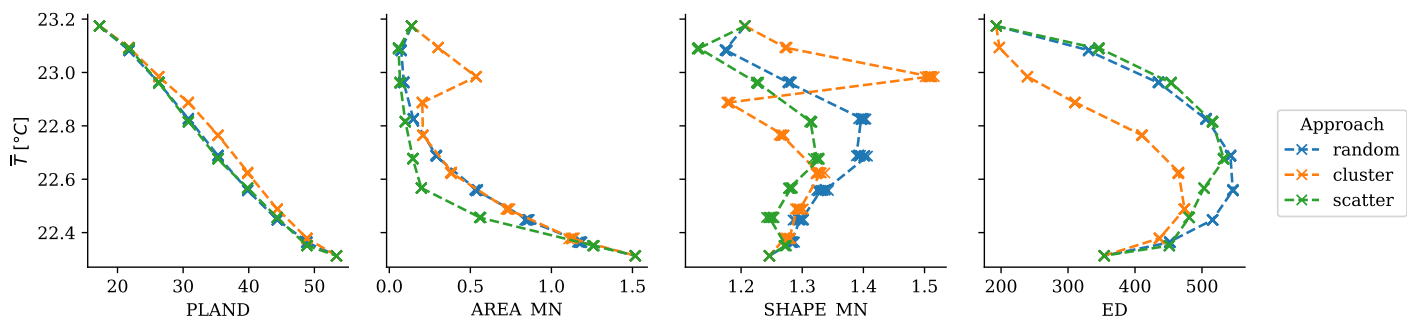 T̿ [°C]
23.2
23.0
22.8
22.6
22.4
20 30 40 50
PLAND
0.0 0.5 1.0 1.5
AREA_MN
1.2 1.3 1.4 1.5
SHAPE_MN
200 300 400 500
ED
Approach
random
cluster
scatter